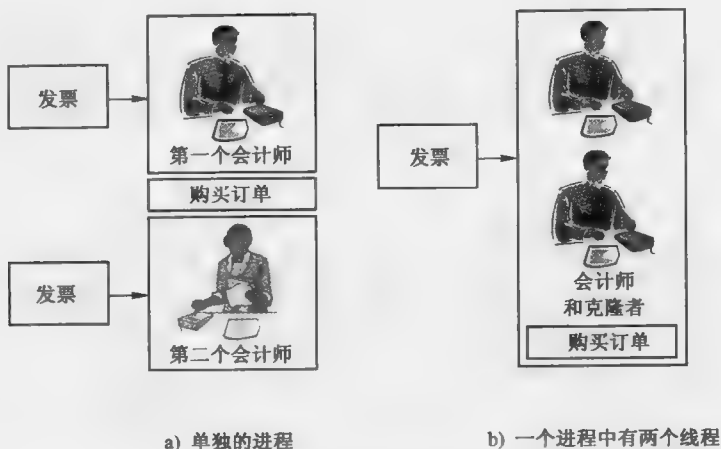 发票
第一个会计师
购买订单
发票
第二个会计师
a) 单独的进程
发票
会计师
和克隆者
购买订单
b) 一个进程中有两个线程